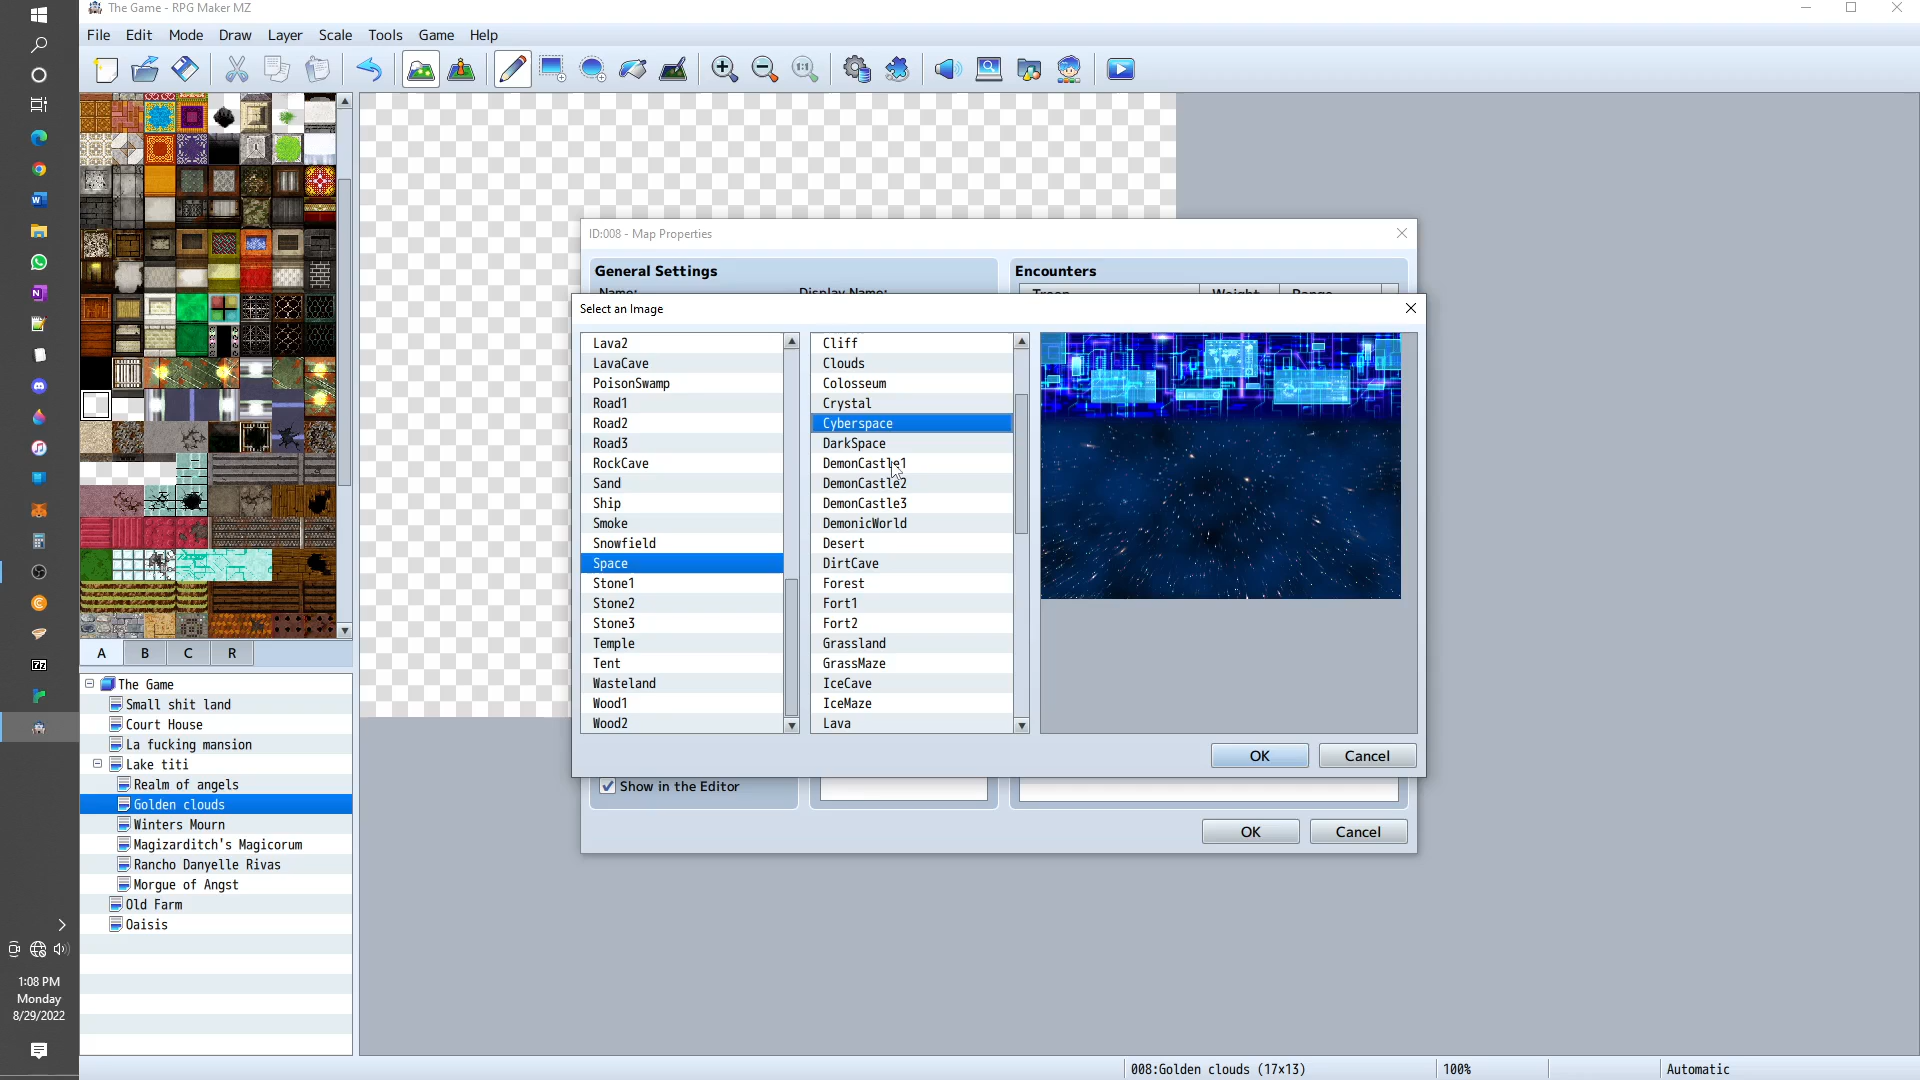 The Game - RPG Maker MZ
File Edit Mode Draw Layer Scale Tools Game Help
1:1
ID:008 - Map Properties
General Settings
Encounters
Select an Image
Lava2
LavaCave
PoisonSwamp
Road1
Road2
Road3
RockCave
Sand
Ship
Smoke
Snowfield
Space
Stone1
Stone2
Stone3
Temple
Tent
Wasteland
Wood1
Wood2
Cliff
Clouds
Colosseum
Crystal
Cyberspace
DarkSpace
DemonCastle1
DemonCastle2
DemonCastle3
DemonicWorld
Desert
DirtCave
Forest
Fort1
Fort2
Grassland
GrassMaze
IceCave
IceMaze
Lava
OK Cancel
Show in the Editor
OK Cancel
A B C R
The Game
Small shit land
Court House
La fucking mansion
Lake titi
Realm of angels
Golden clouds
Winters Mourn
Magizarditch's Magicorum
Rancho Danyelle Rivas
Morgue of Angst
Old Farm
Oaisis
1:08 PM
Monday
8/29/2022
008:Golden clouds (17x13) 100% Automatic